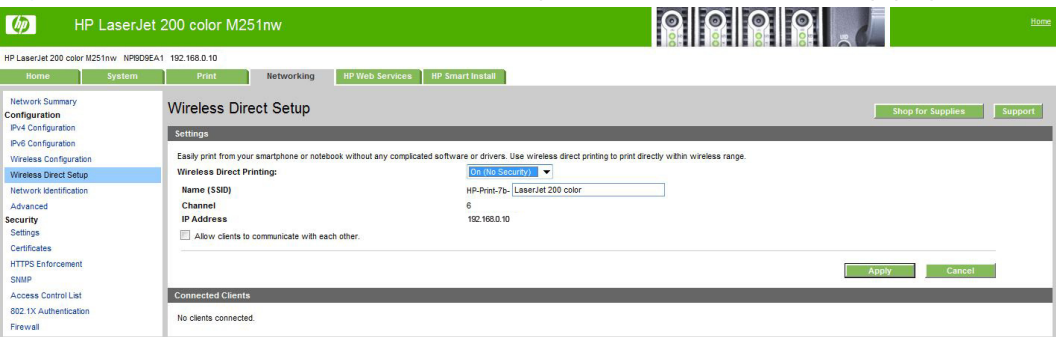 hp HP LaserJet 200 color M251nw
Home
HP LaserJet 200 color M251nw NPI9D9EA1 192.168.0.10
Home System Print Networking HP Web Services HP Smart Install
Network Summary
Configuration
IPv4 Configuration
IPv6 Configuration
Wireless Configuration
Wireless Direct Setup
Network Identification
Advanced
Security
Settings
Certificates
HTTPS Enforcement
SNMP
Access Control List
802.1X Authentication
Firewall
Wireless Direct Setup
Shop for Supplies Support
Settings
Easily print from your smartphone or notebook without any complicated software or drivers. Use wireless direct printing to print directly within wireless range.
Wireless Direct Printing: On (No Security)
Name (SSID) HP-Print-7b- LaserJet 200 color
Channel 6
IP Address 192.168.0.10
Allow clients to communicate with each other.
Apply Cancel
Connected Clients
No clients connected.